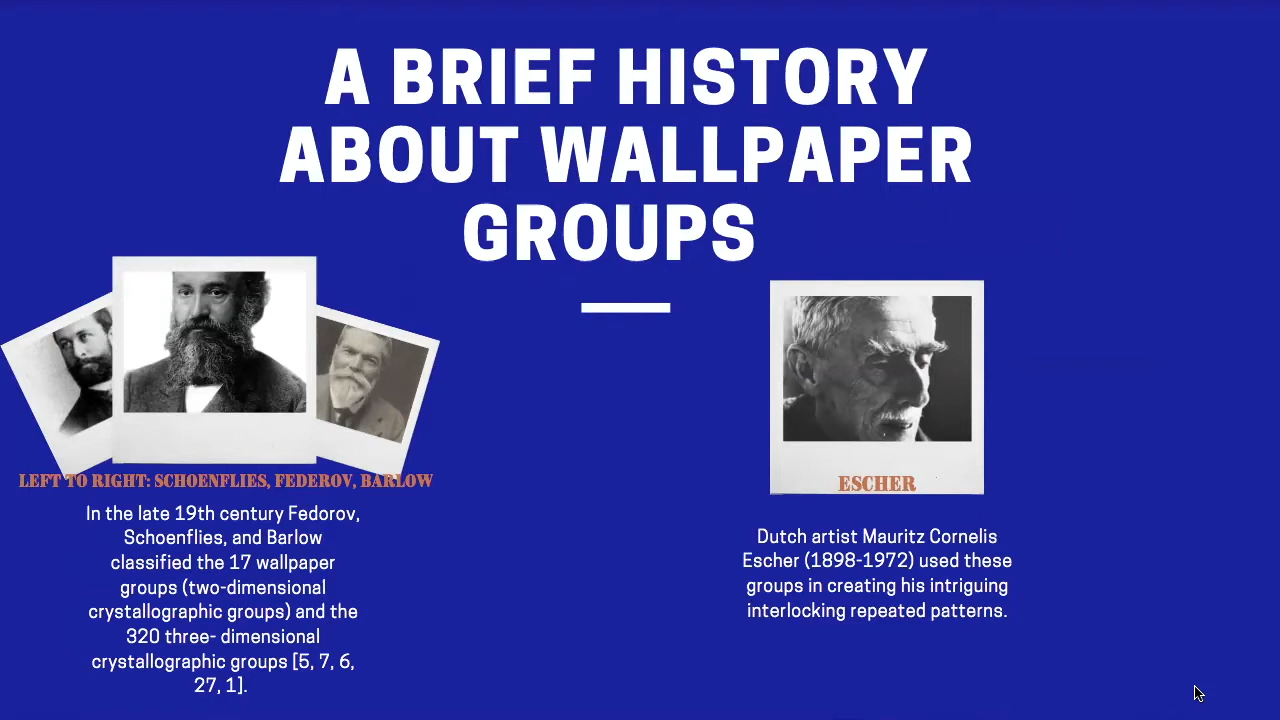 A BRIEF HISTORY
ABOUT WALLPAPER
GROUPS
LEFT TO RIGHT: SCHOENFLIES, FEDEROV, BARLOW
In the late 19th century Fedorov,
Schoenflies, and Barlow
classified the 17 wallpaper
groups (two-dimensional
crystallographic groups) and the
320 three- dimensional
crystallographic groups [5, 7, 6,
27, 1].
ESCHER
Dutch artist Mauritz Cornelis
Escher (1898-1972) used these
groups in creating his intriguing
interlocking repeated patterns.